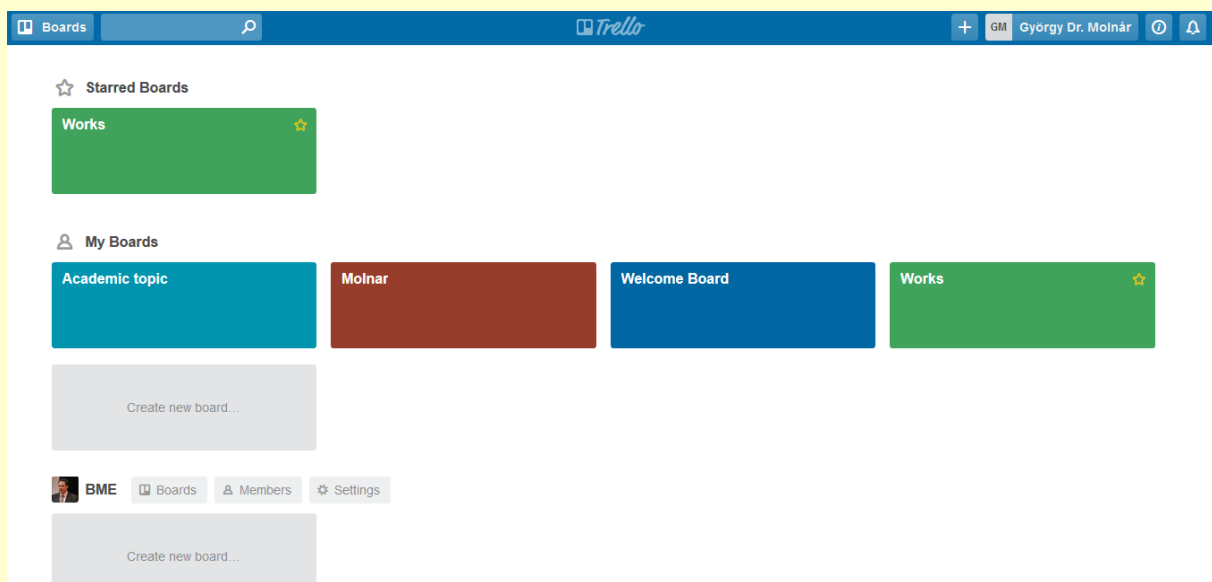 Boards Trello GM György Dr. Molnár
Starred Boards
Works
My Boards
Academic topic Molnar Welcome Board Works
Create new board...
BME Boards Members Settings
Create new board...